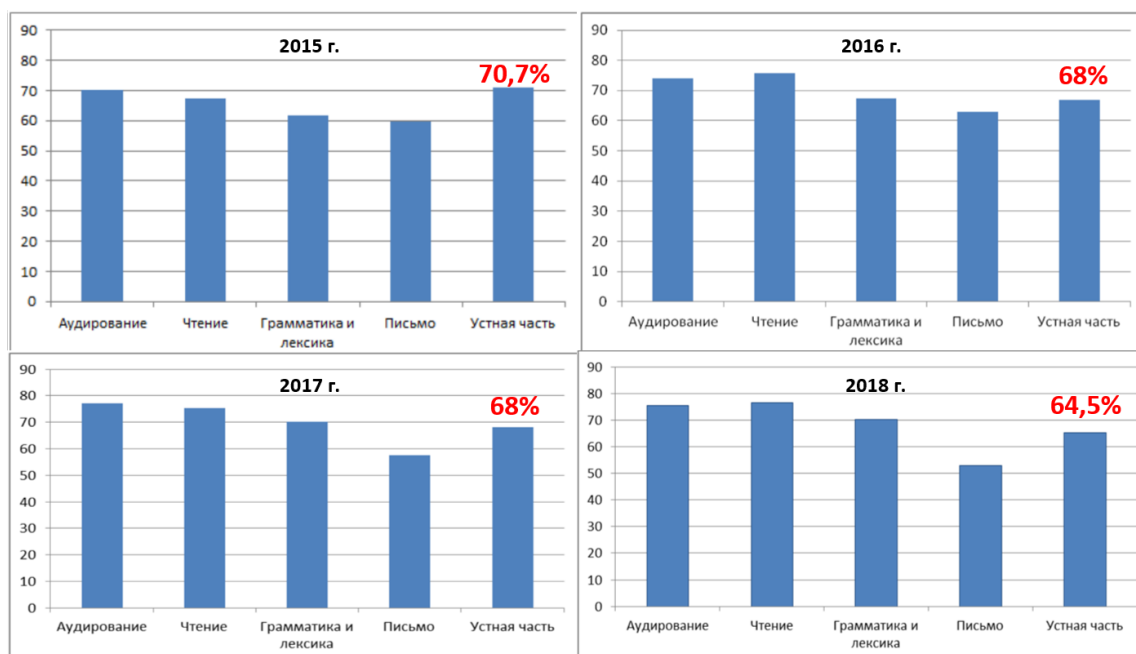 2015 г.
70,7%
90
80
70
60
50
40
30
20
10
0
Аудирование
Чтение
Грамматика и
лексика
Письмо
Устная часть
2016 г.
68%
90
80
70
60
50
40
30
20
10
0
Аудирование
Чтение
Грамматика и
лексика
Письмо
Устная часть
2017 г.
68%
90
80
70
60
50
40
30
20
10
0
Аудирование
Чтение
Грамматика и
лексика
Письмо
Устная часть
2018 г.
64,5%
90
80
70
60
50
40
30
20
10
0
Аудирование
Чтение
Грамматика и
лексика
Письмо
Устная часть